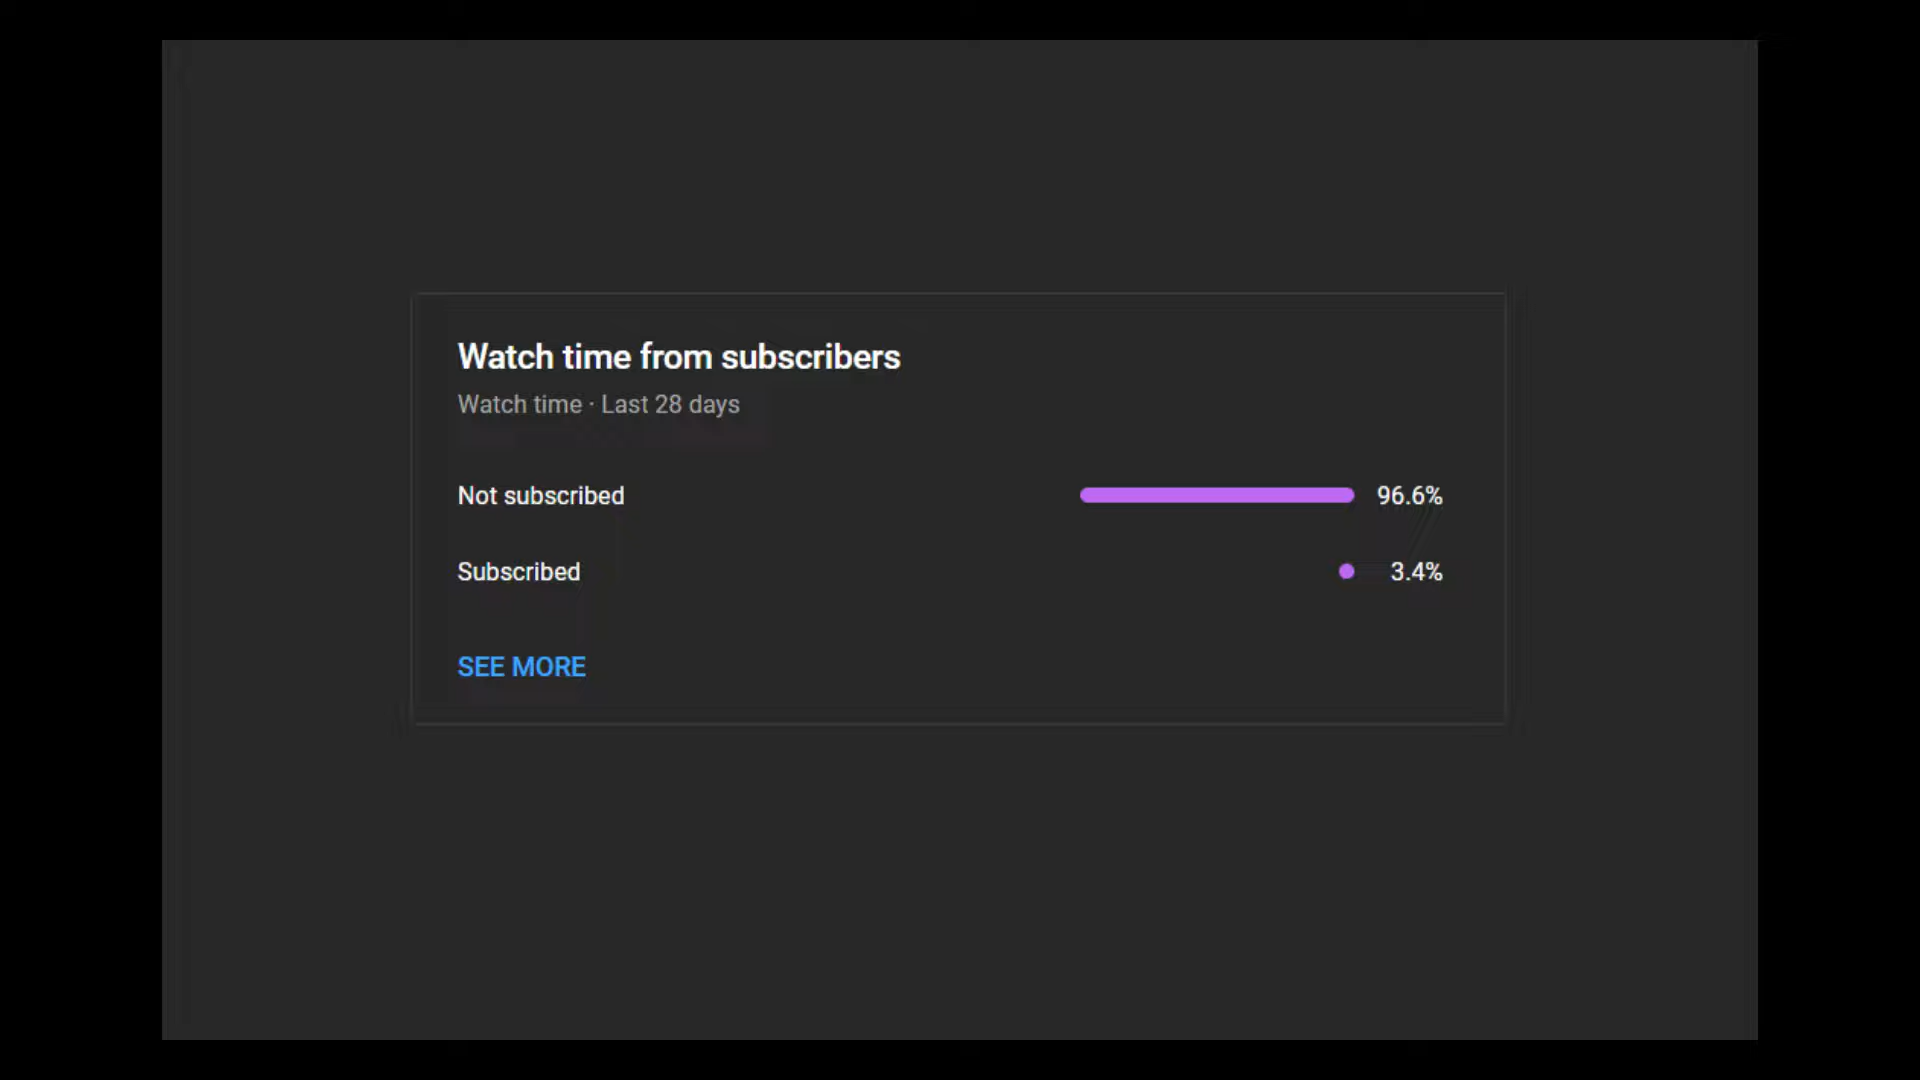 Watch time from subscribers
Watch time · Last 28 days
Not subscribed 96.6%
Subscribed 3.4%
SEE MORE